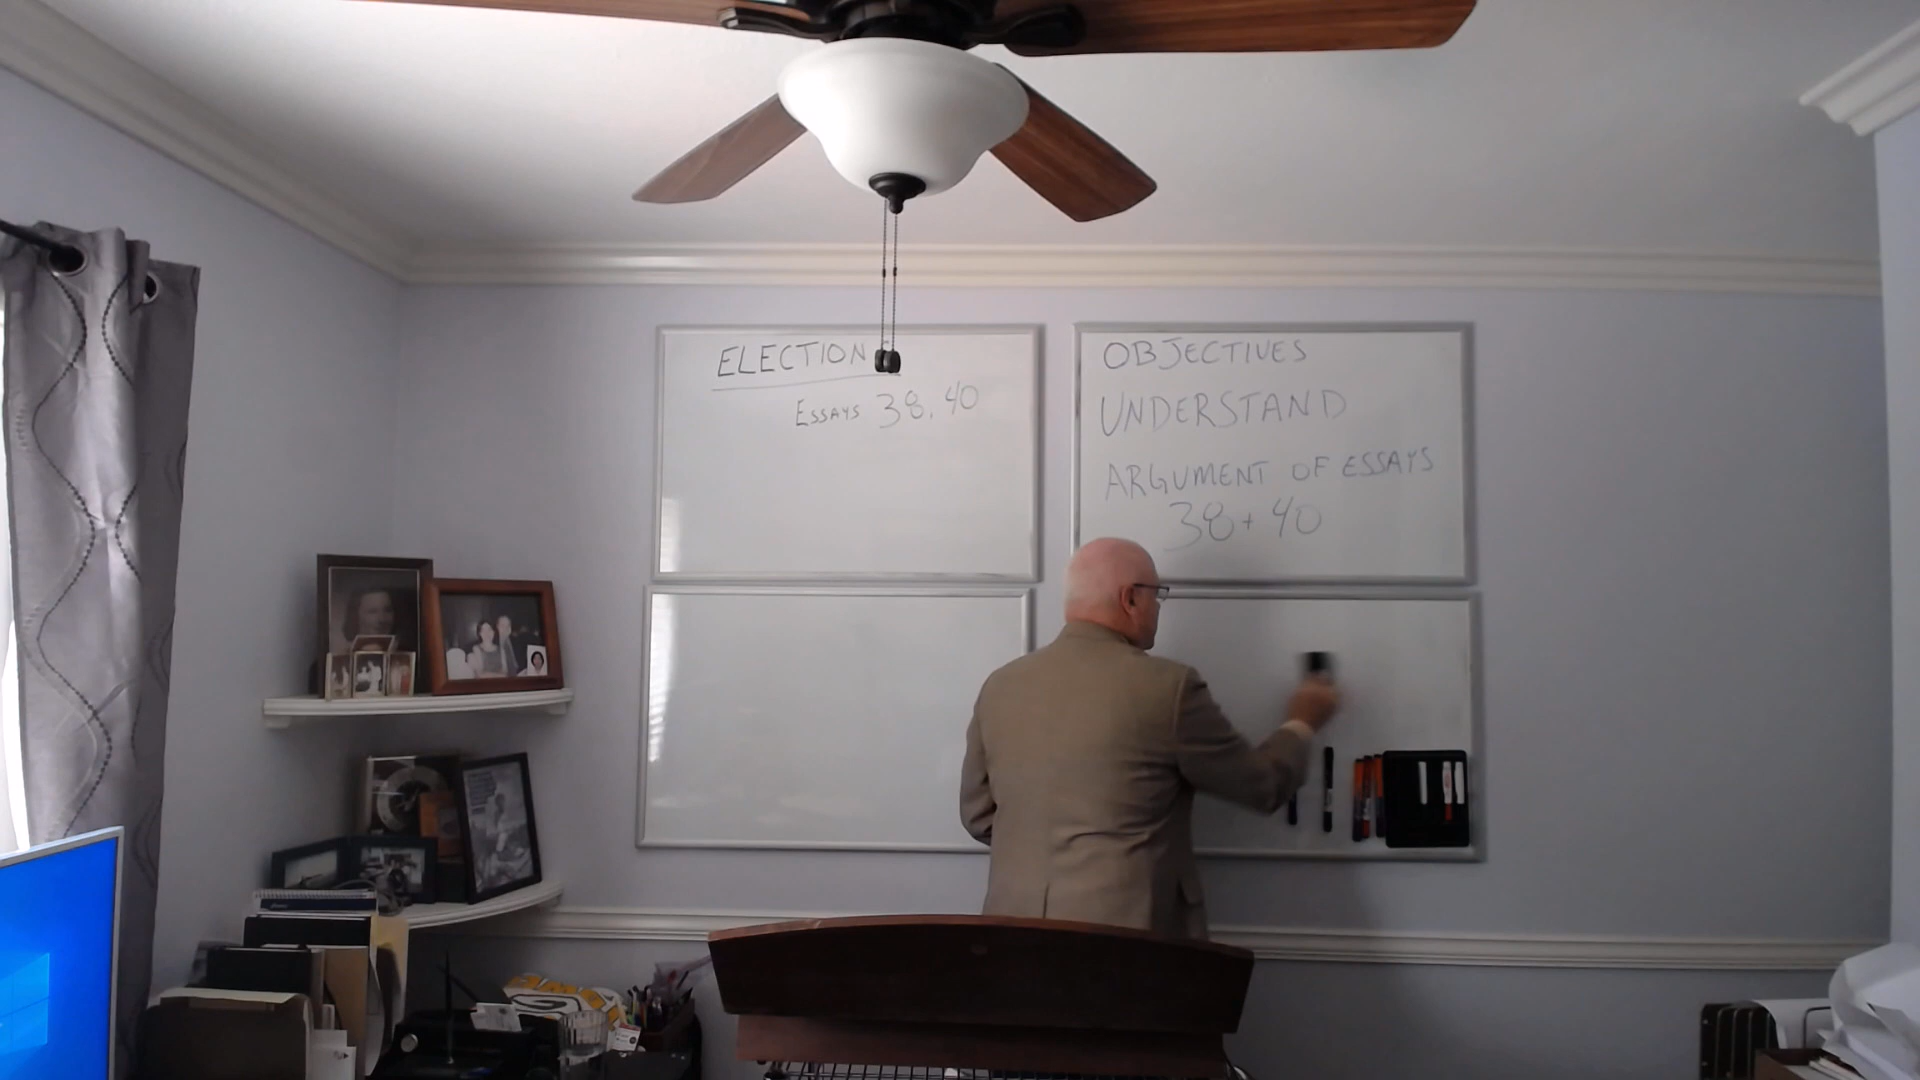 ELECTION
ESSAYS 38, 40
OBJECTIVES
UNDERSTAND
ARGUMENT OF ESSAYS
38 + 40